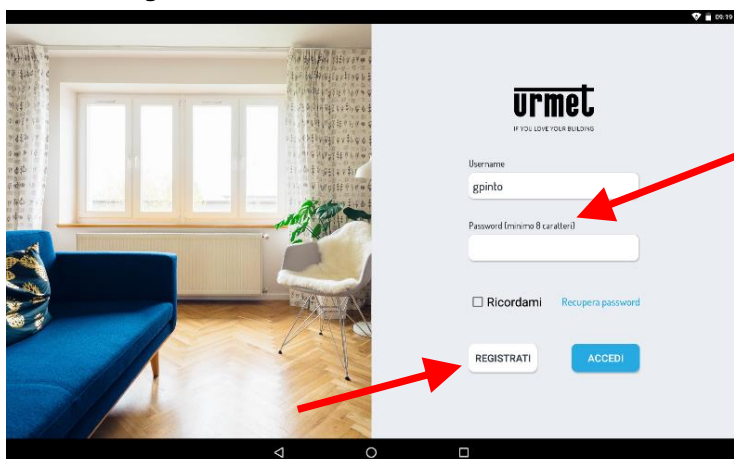 09:19
urmet
IF YOU LOVE YOUR BUILDING
Username
gpinto
Password (minimo 8 caratteri)
Ricordami Recupera password
REGISTRATI ACCEDI